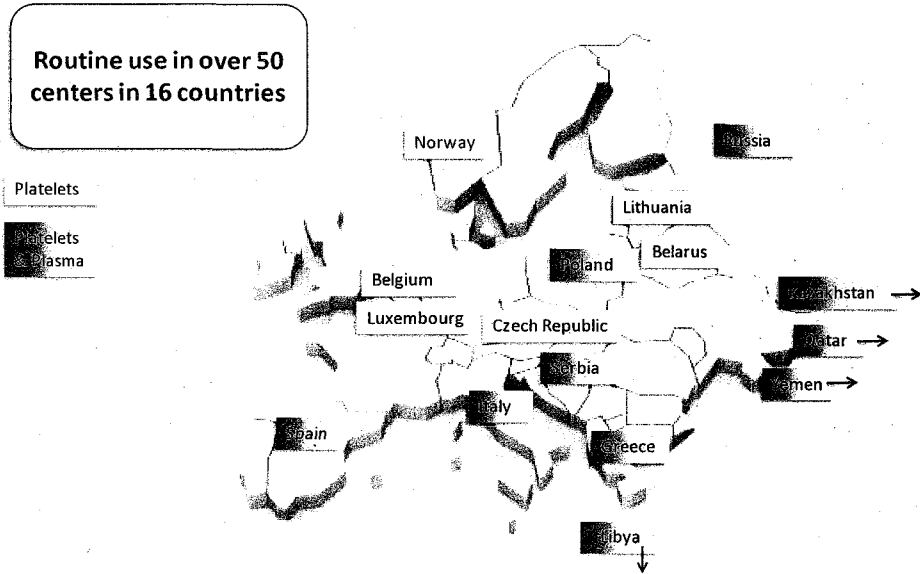 Routine use in over 50
centers in 16 countries
Norway
Russia
Platelets
Lithuania
Platelets
& Plasma
Belarus
Poland
Belgium
Kazakhstan
Luxembourg
Czech Republic
Qatar
Serbia
Yemen
Italy
Spain
Greece
Libya